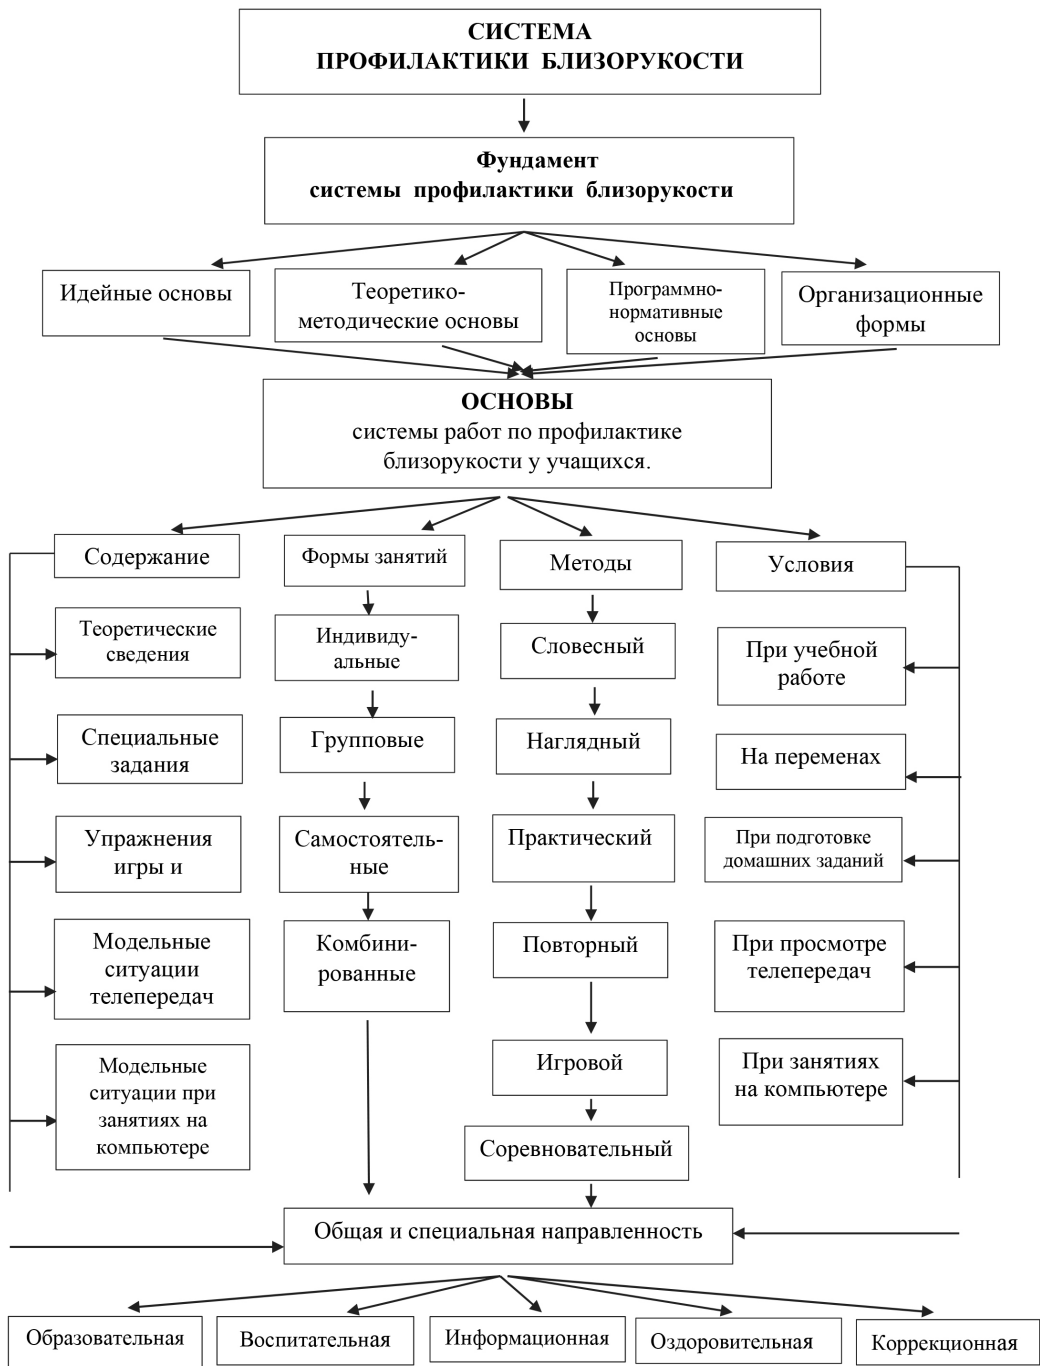 СИСТЕМА
ПРОФИЛАКТИКИ БЛИЗОРУКОСТИ
Фундамент
системы профилактики близорукости
Идейные основы
Теоретико-
методические основы
Программно-
нормативные
основы
Организационные
формы
ОСНОВЫ
системы работ по профилактике
близорукости у учащихся.
Содержание
Формы занятий
Методы
Условия
Теоретические
сведения
Индивиду-
альные
Словесный
При учебной
работе
Специальные
задания
Групповые
Наглядный
На переменах
Упражнения
игры и
Самостоятель-
ные
Практический
При подготовке
домашних заданий
Модельные
ситуации
телепередач
Комбини-
рованные
Повторный
При просмотре
телепередач
Модельные
ситуации при
занятиях на
компьютере
Игровой
При занятиях
на компьютере
Соревновательный
Общая и специальная направленность
Образовательная
Воспитательная
Информационная
Оздоровительная
Коррекционная